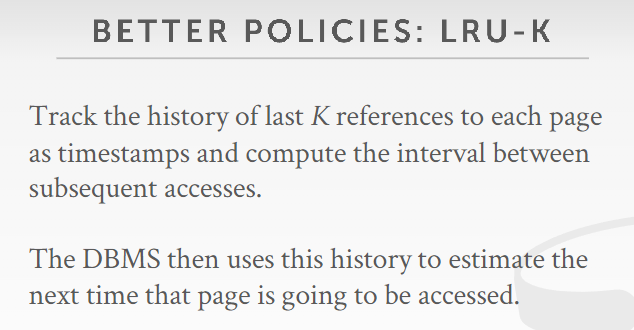 BETTER POLICIES: LRU-K
Track the history of last K references to each page
as timestamps and compute the interval between
subsequent accesses.
The DBMS then uses this history to estimate the
next time that page is going to be accessed.